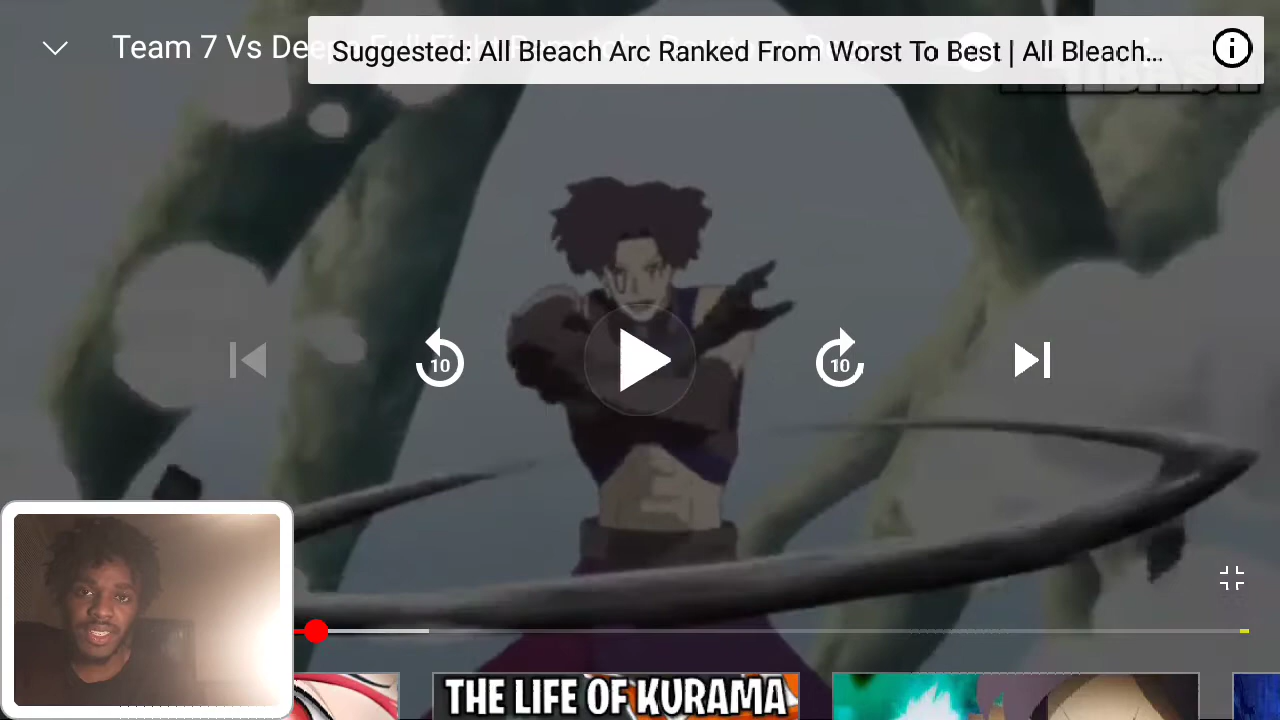 Team 7 Vs Dee
Suggested: All Bleach Arc Ranked From Worst To Best | All Bleach...
10
10
THE LIFE OF KURAMA